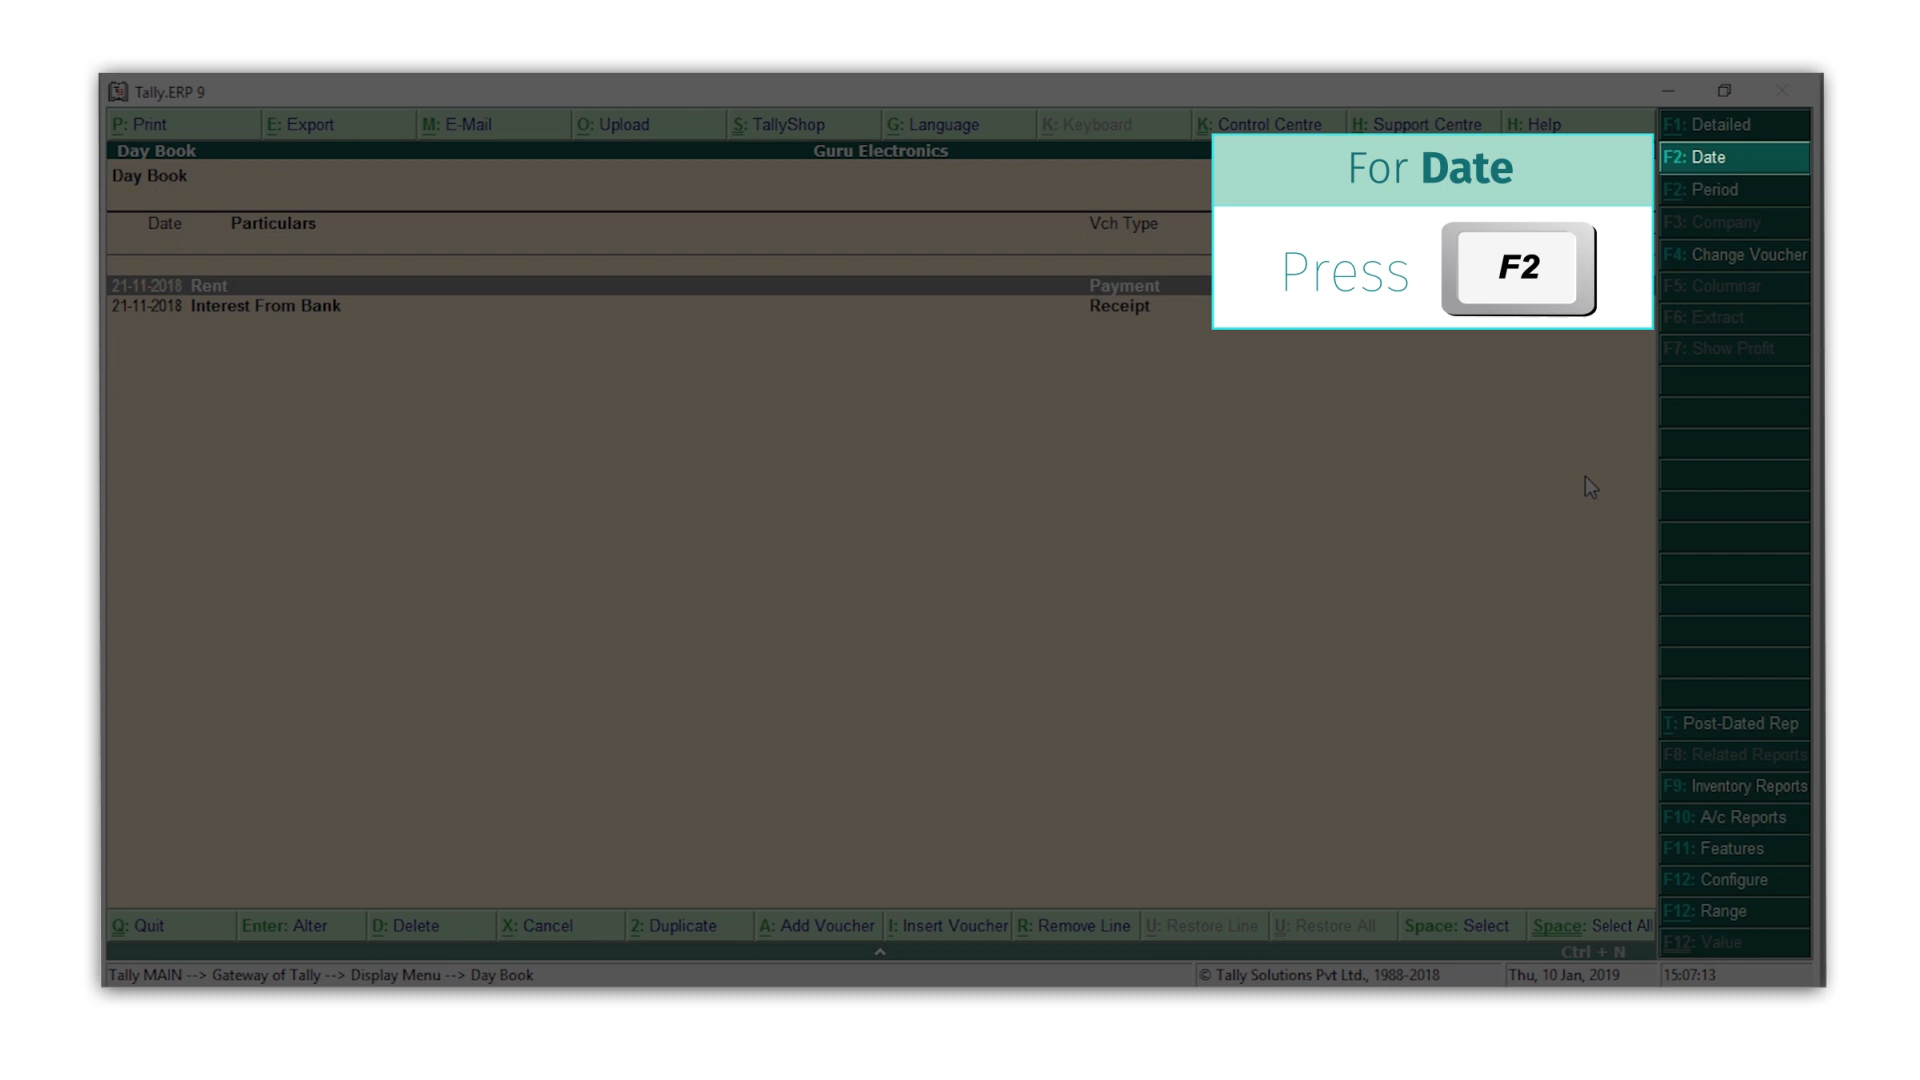 Tally.ERP 9
P: Print E: Export M: E-Mail O: Upload S: TallyShop G: Language K: Keyboard K: Control Centre H: Support Centre H: Help
Day Book Guru Electronics
Day Book
Date Particulars Vch Type
21-11-2018 Rent Payment
21-11-2018 Interest From Bank Receipt
For Date
Press F2
F1: Detailed
F2: Date
F2: Period
F3: Company
F4: Change Voucher
F5: Columnar
F6: Extract
F7: Show Profit
T: Post-Dated Rep
F8: Related Reports
F9: Inventory Reports
F10: A/c Reports
F11: Features
F12: Configure
F12: Range
F12: Value
Q: Quit Enter: Alter D: Delete X: Cancel 2: Duplicate A: Add Voucher I: Insert Voucher R: Remove Line U: Restore Line U: Restore All Space: Select Space: Select All
Ctrl + N
Tally MAIN --> Gateway of Tally --> Display Menu --> Day Book © Tally Solutions Pvt Ltd., 1988-2018 Thu, 10 Jan, 2019 15:07:13